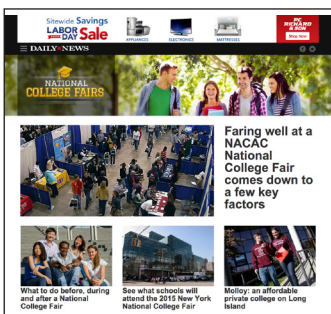 Sitewide Savings
LABOR DAY Sale
APPLIANCES
ELECTRONICS
MATTRESSES
PC
RICHARD
& SON
Shop Now
DAILY NEWS
NATIONAL
COLLEGE FAIRS
Faring well at a
NACAC
National
College Fair
comes down to
a few key
factors
What to do before, during
and after a National
College Fair
See what schools will
attend the 2015 New York
National College Fair
Molloy: an affordable
private college on Long
Island